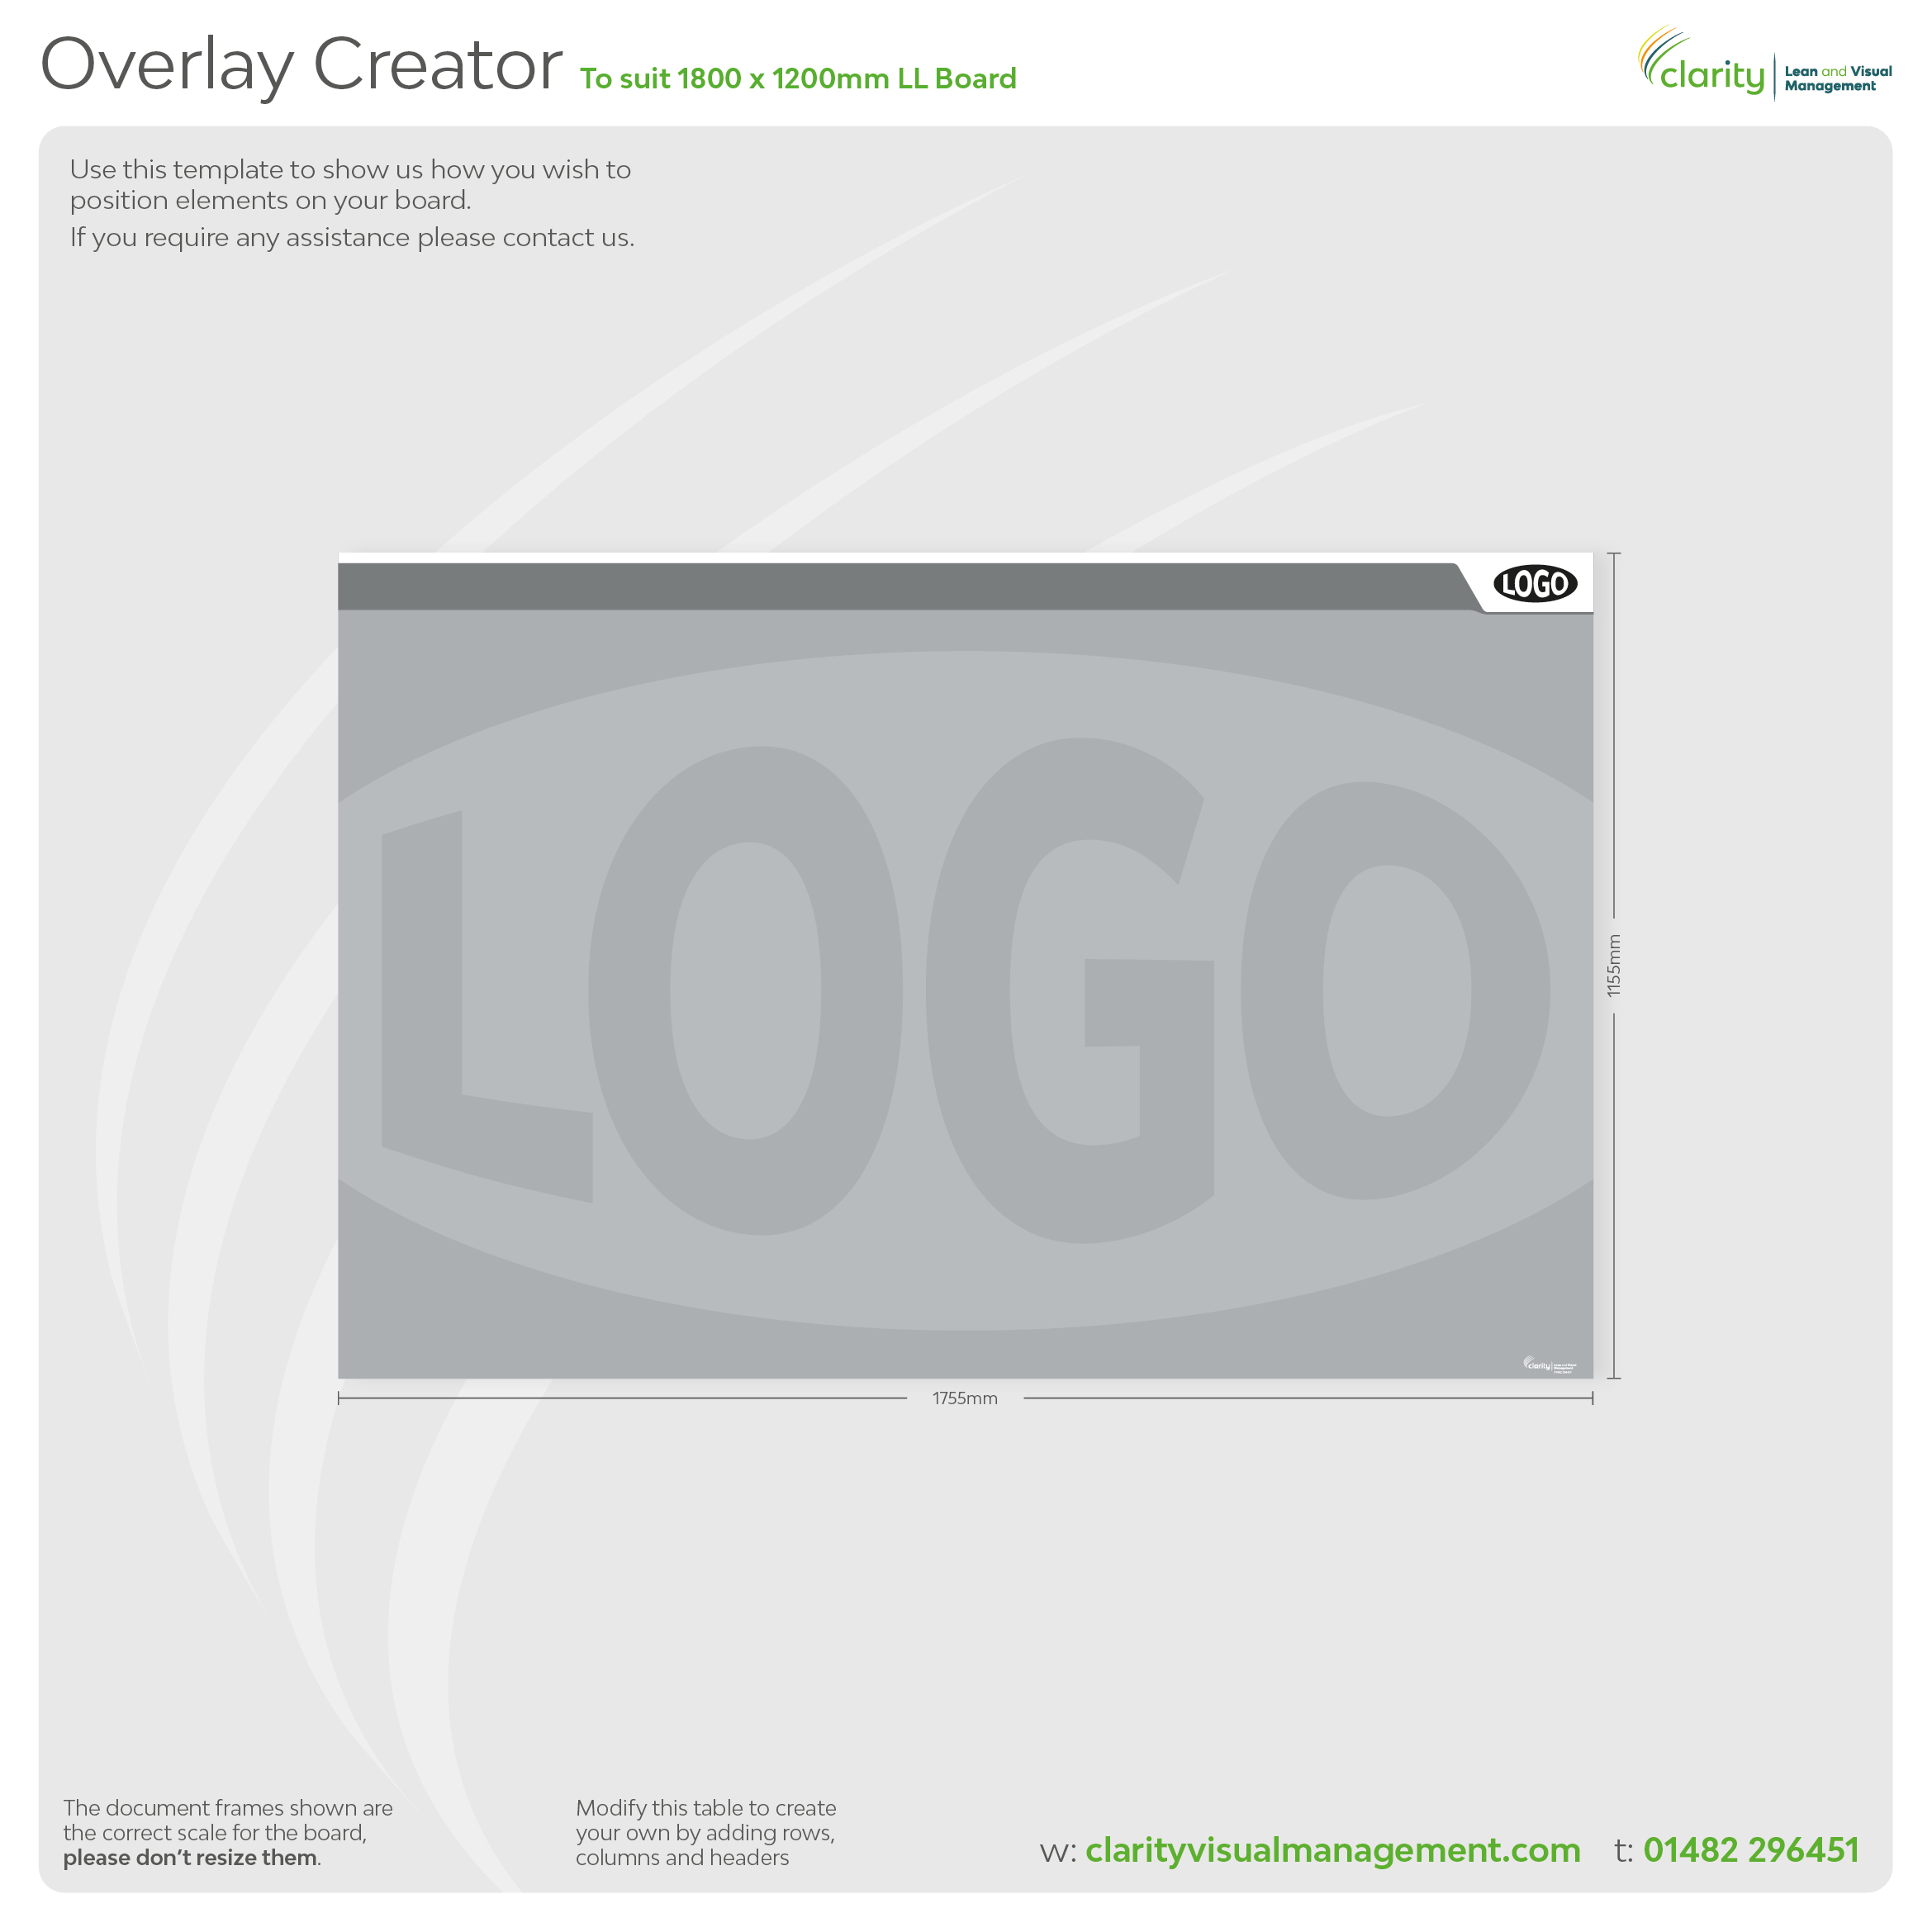 Overlay Creator To suit 1800 x 1200mm LL Board
clarity
Lean and Visual
Management
Use this template to show us how you wish to
position elements on your board.
If you require any assistance please contact us.
LOGO
LOGO
1155mm
clarity
1755mm
The document frames shown are
the correct scale for the board,
please don’t resize them.
Modify this table to create
your own by adding rows,
columns and headers
w: clarityvisualmanagement.com t: 01482 296451